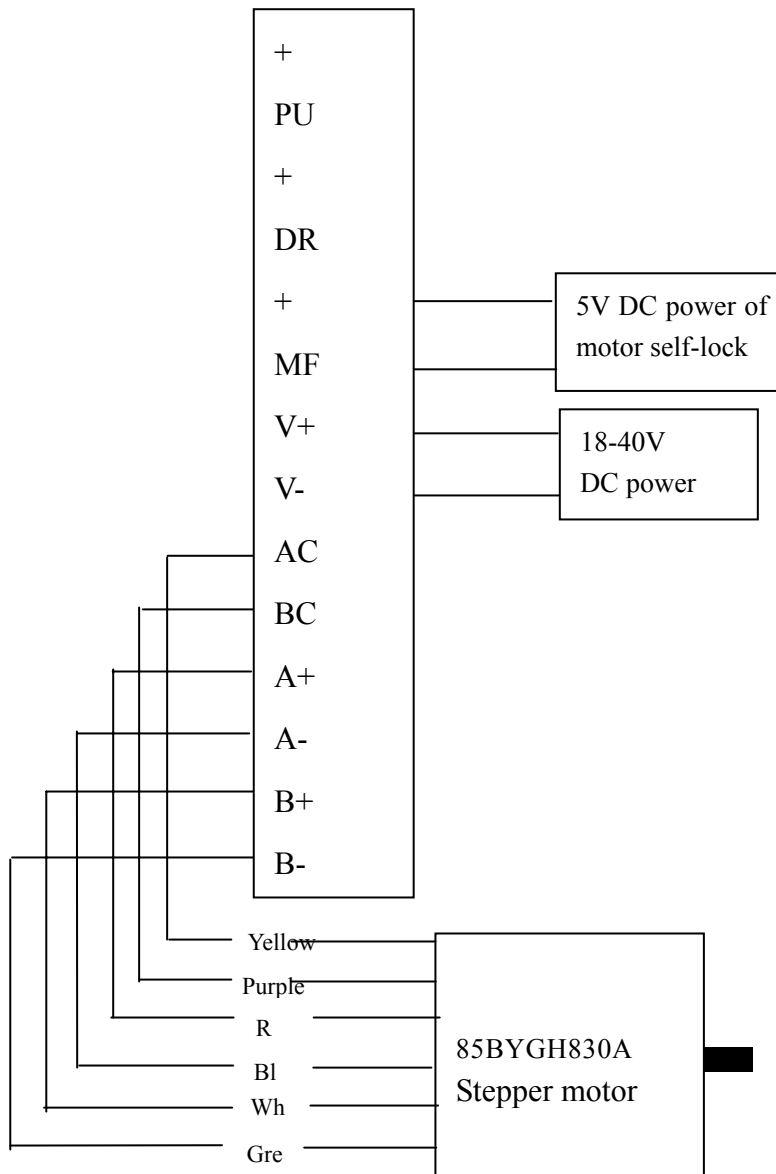 +
PU
+
DR
+
MF
V+
V-
AC
BC
A+
A-
B+
B-
5V DC power of
motor self-lock
18-40V
DC power
Yellow
Purple
R
Bl
Wh
Gre
85BYGH830A
Stepper motor